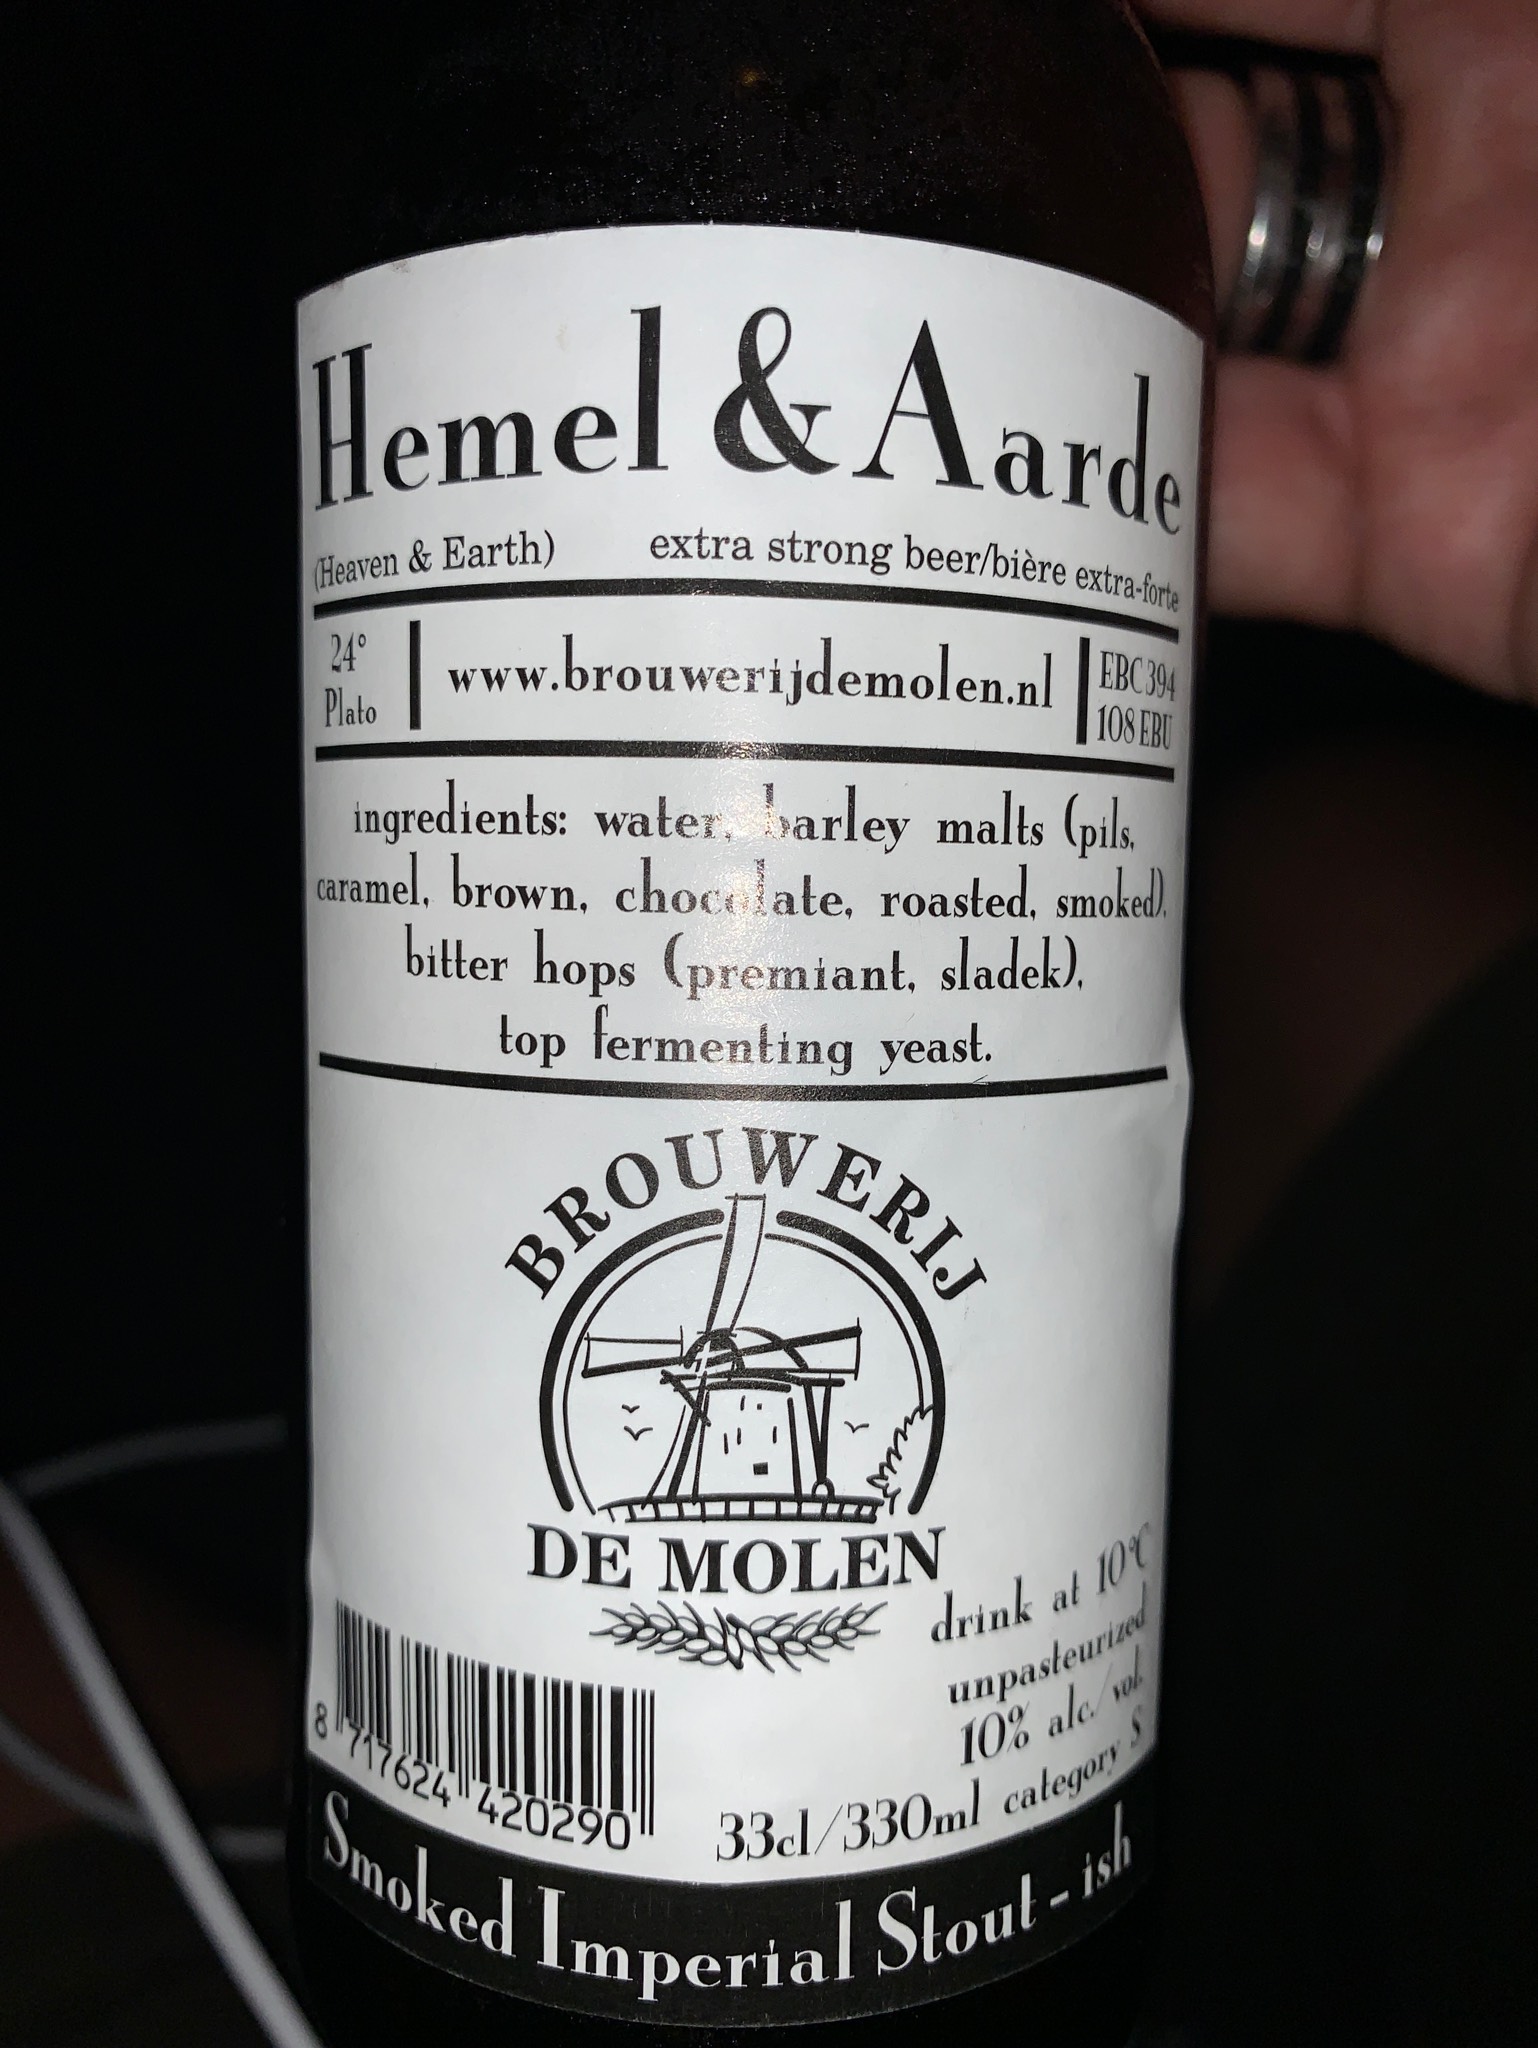 Hemel & Aarde
(Heaven & Earth) extra strong beer/bière extra-forte
24°
Plato
www.brouwerijdemolen.nl
EBC 394
108 EBU
ingredients: water, barley malts (pils,
caramel, brown, chocolate, roasted, smoked),
bitter hops (premiant, sladek),
top fermenting yeast.
BROUWERIJ
DE MOLEN
drink at 10°C
unpasteurized
10% alc./vol.
33cl/330ml category S
8 717624 420290
Smoked Imperial Stout-ish